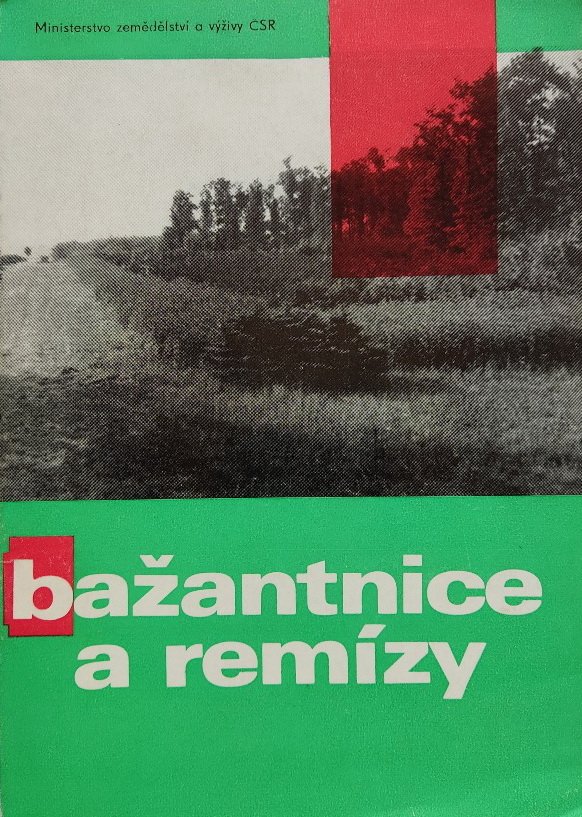 Ministerstvo zemědělství a výživy ČSR
bažantnice
a remízy